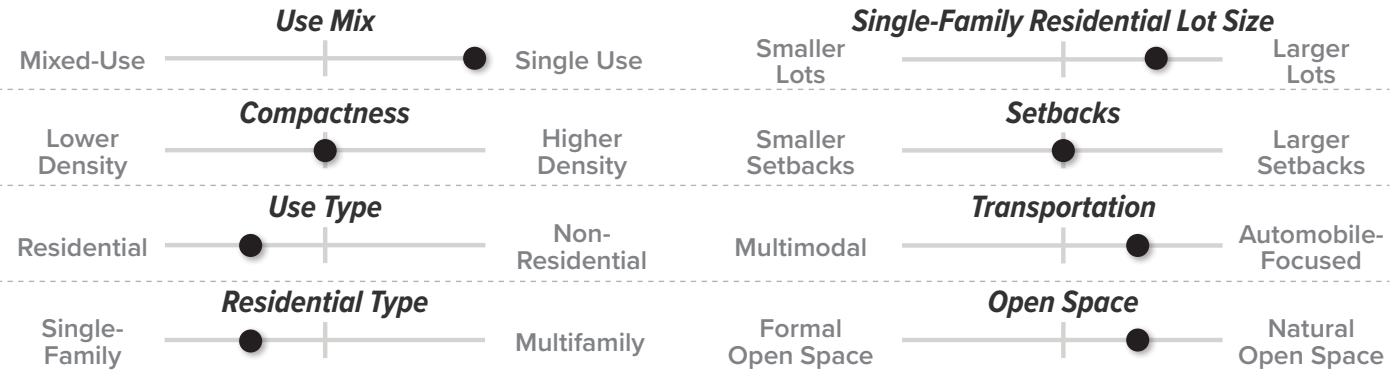 Use Mix
Mixed-Use
Single Use
Single-Family Residential Lot Size
Smaller
Lots
Larger
Lots
Compactness
Lower
Density
Higher
Density
Setbacks
Smaller
Setbacks
Larger
Setbacks
Use Type
Residential
Non-
Residential
Transportation
Multimodal
Automobile-
Focused
Residential Type
Single-
Family
Multifamily
Open Space
Formal
Open Space
Natural
Open Space